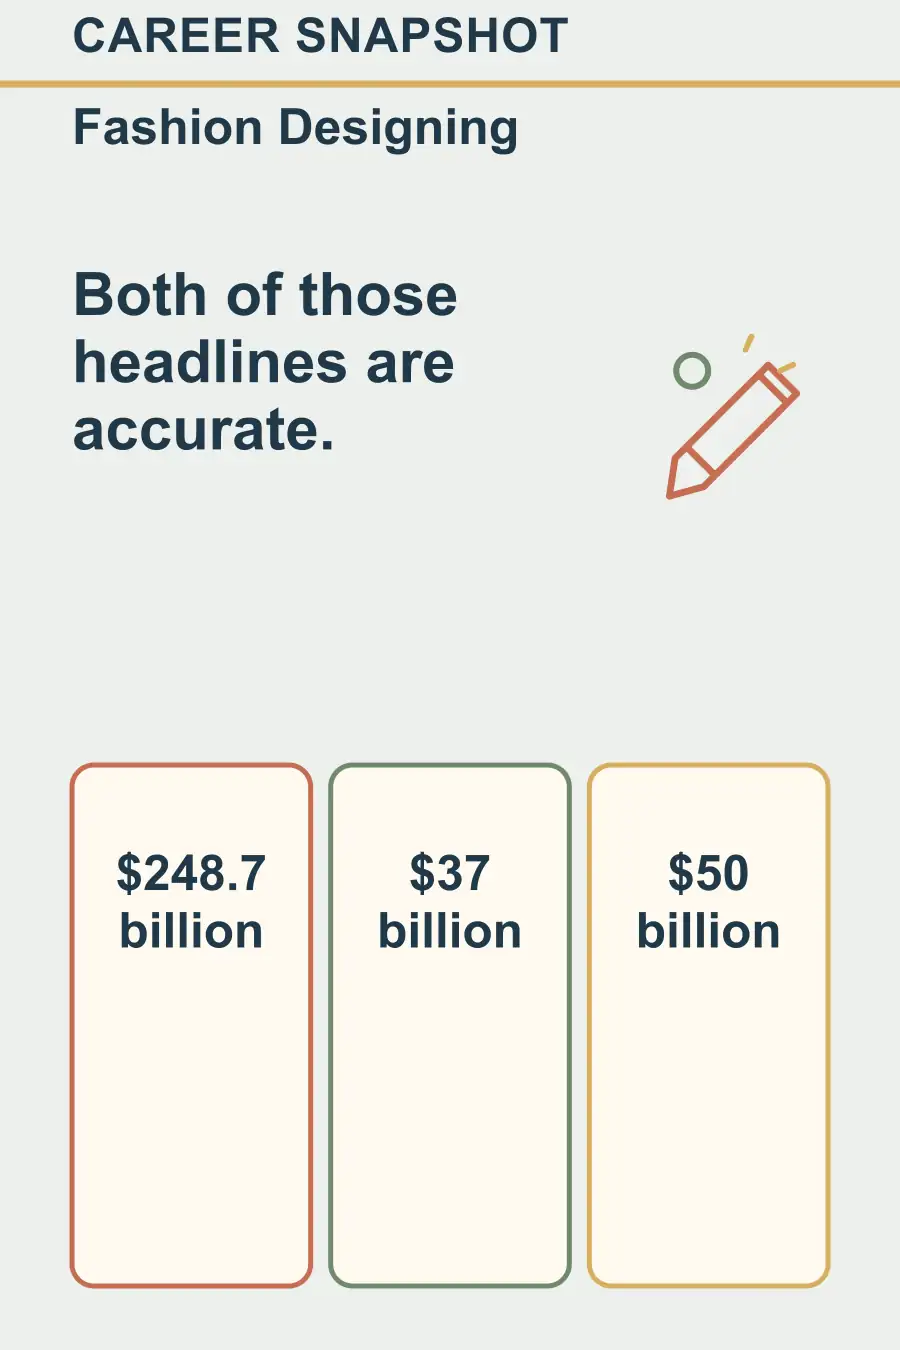 CAREER SNAPSHOT
Fashion Designing
Both of those
headlines are
accurate.
$248.7
billion
$37
billion
$50
billion